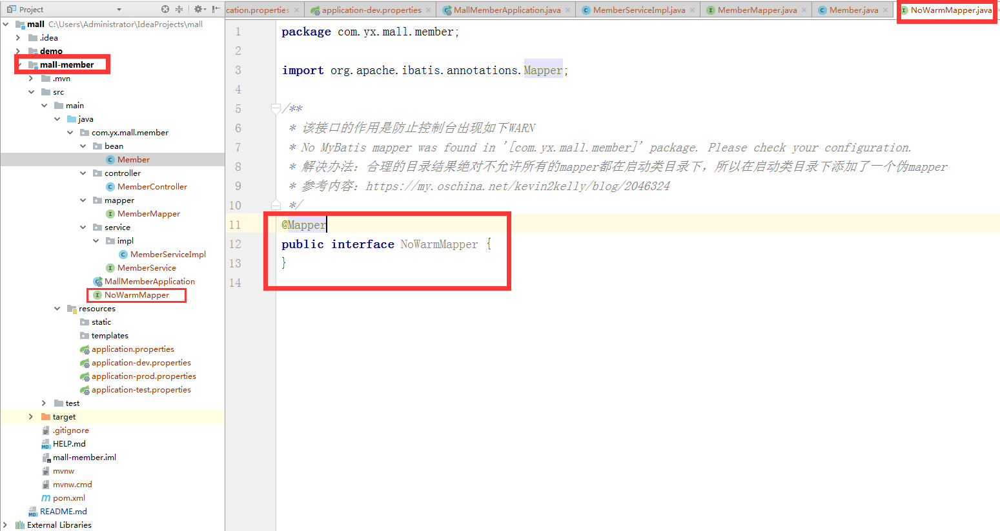 Project
cation.properties
application-dev.properties
MallMemberApplication.java
MemberServiceImpl.java
MemberMapper.java
Member.java
NoWarmMapper.java
mall C:\Users\Administrator\IdeaProjects\mall
.idea
demo
mall-member
.mvn
src
main
java
com.yx.mall.member
bean
Member
controller
MemberController
mapper
MemberMapper
service
impl
MemberServiceImpl
MemberService
MallMemberApplication
NoWarmMapper
resources
static
templates
application.properties
application-dev.properties
application-prod.properties
application-test.properties
test
target
.gitignore
HELP.md
mall-member.iml
mvnw
mvnw.cmd
pom.xml
README.md
External Libraries
1 package com.yx.mall.member;
2
3 import org.apache.ibatis.annotations.Mapper;
4
5 /**
6 * 该接口的作用是防止控制台出现如下WARN
7 * No MyBatis mapper was found in '[com.yx.mall.member]' package. Please check your configuration.
8 * 解决办法：合理的目录结果绝对不允许所有的mapper都在启动类目录下，所以在启动类目录下添加了一个伪mapper
9 * 参考内容：https://my.oschina.net/kevin2kelly/blog/2046324
10 */
11 @Mapper
12 public interface NoWarmMapper {
13 }
14